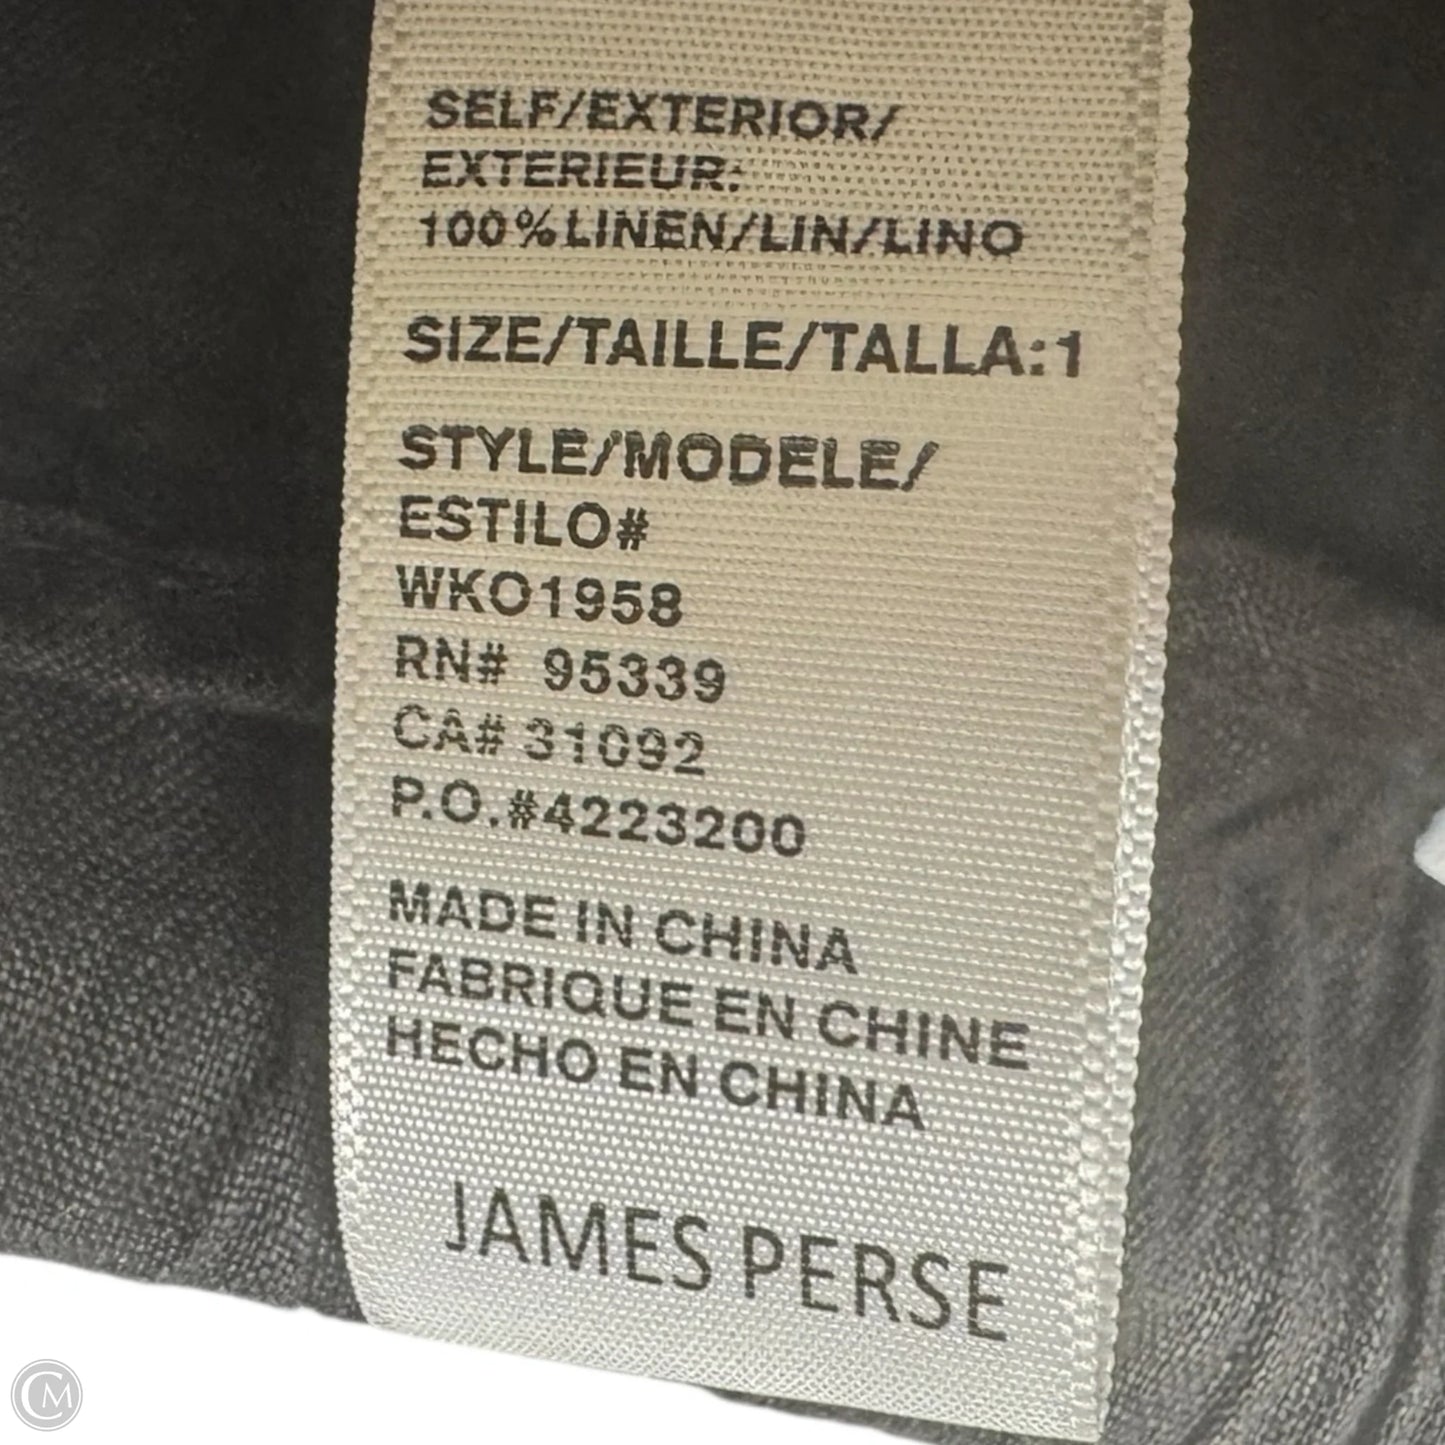 SELF/EXTERIOR/
EXTERIEUR:
100%LINEN/LIN/LINO
SIZE/TAILLE/TALLA:1
STYLE/MODELE/
ESTILO#
WKO1958
RN# 95339
CA# 31092
P.O.#4223200
MADE IN CHINA
FABRIQUE EN CHINE
HECHO EN CHINA
JAMES PERSE
CM